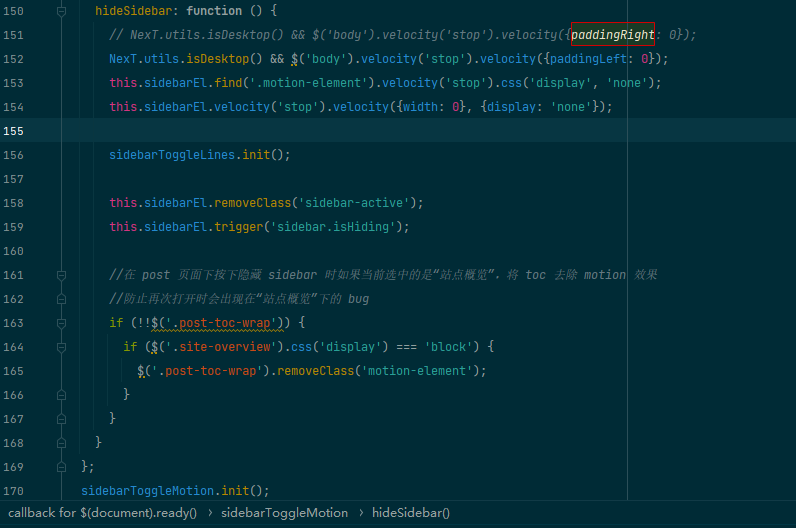 150 hideSidebar: function () {
151 // NexT.utils.isDesktop() && $('body').velocity('stop').velocity({paddingRight: 0});
152 NexT.utils.isDesktop() && $('body').velocity('stop').velocity({paddingLeft: 0});
153 this.sidebarEl.find('.motion-element').velocity('stop').css('display', 'none');
154 this.sidebarEl.velocity('stop').velocity({width: 0}, {display: 'none'});
155
156 sidebarToggleLines.init();
157
158 this.sidebarEl.removeClass('sidebar-active');
159 this.sidebarEl.trigger('sidebar.isHiding');
160
161 //在 post 页面下按下隐藏 sidebar 时如果当前选中的是“站点概览”，将 toc 去除 motion 效果
162 //防止再次打开时会出现在“站点概览”下的 bug
163 if (!!$('.post-toc-wrap')) {
164 if ($('.site-overview').css('display') === 'block') {
165 $('.post-toc-wrap').removeClass('motion-element');
166 }
167 }
168 }
169 };
170 sidebarToggleMotion.init();
callback for $(document).ready() › sidebarToggleMotion › hideSidebar()